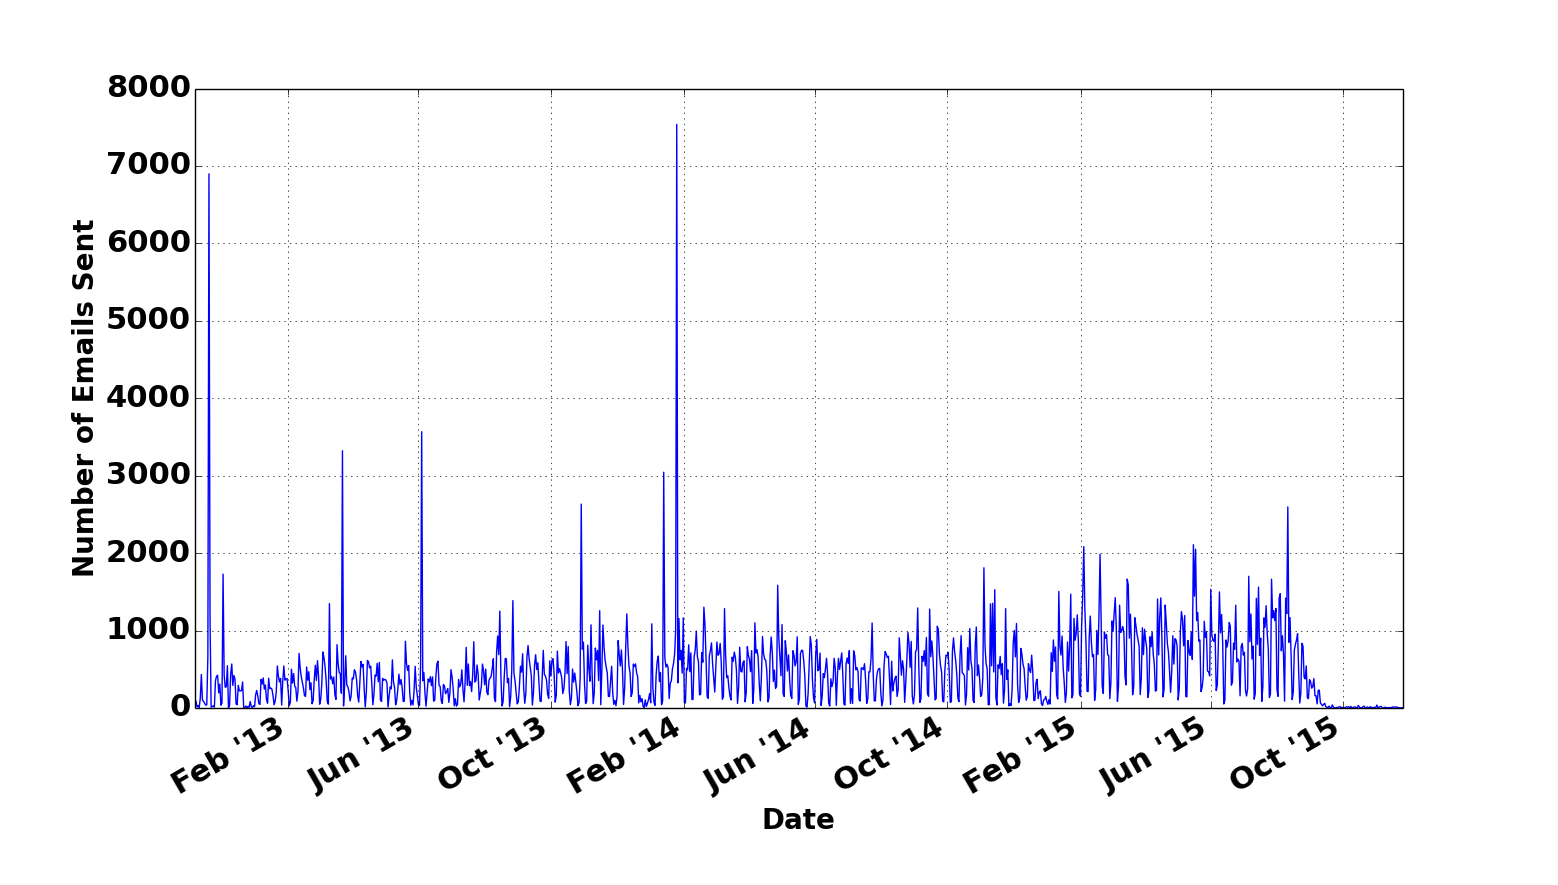 8000
7000
6000
5000
4000
3000
2000
1000
0
Number of Emails Sent
Feb '13
Jun '13
Oct '13
Feb '14
Jun '14
Oct '14
Feb '15
Jun '15
Oct '15
Date